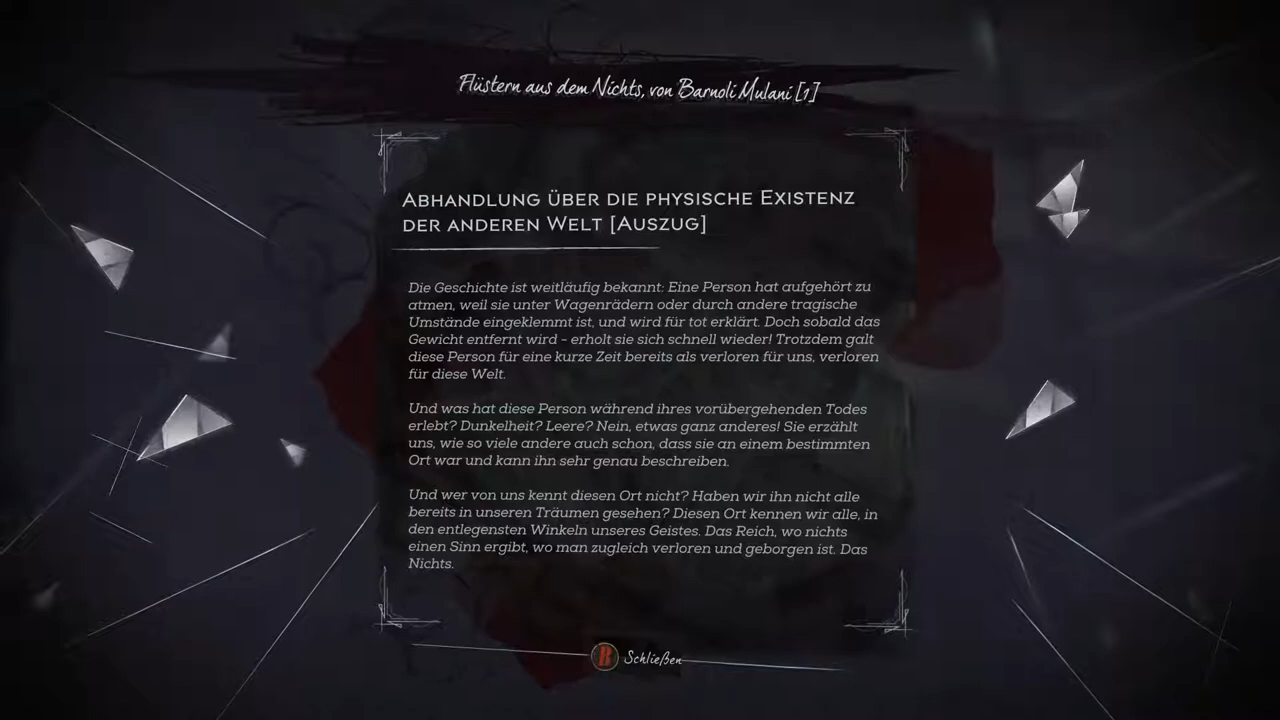 Flüstern aus dem Nichts, von Barnoli Mulani [1]
Abhandlung über die physische Existenz
der anderen Welt [Auszug]
Die Geschichte ist weitläufig bekannt: Eine Person hat aufgehört zu
atmen, weil sie unter Wagenrädern oder durch andere tragische
Umstände eingeklemmt ist, und wird für tot erklärt. Doch sobald das
Gewicht entfernt wird - erholt sie sich schnell wieder! Trotzdem galt
diese Person für eine kurze Zeit bereits als verloren für uns, verloren
für diese Welt.
Und was hat diese Person während ihres vorübergehenden Todes
erlebt? Dunkelheit? Leere? Nein, etwas ganz anderes! Sie erzählt
uns, wie so viele andere auch schon, dass sie an einem bestimmten
Ort war und kann ihn sehr genau beschreiben.
Und wer von uns kennt diesen Ort nicht? Haben wir ihn nicht alle
bereits in unseren Träumen gesehen? Diesen Ort kennen wir alle, in
den entlegensten Winkeln unseres Geistes. Das Reich, wo nichts
einen Sinn ergibt, wo man zugleich verloren und geborgen ist. Das
Nichts.
B Schließen